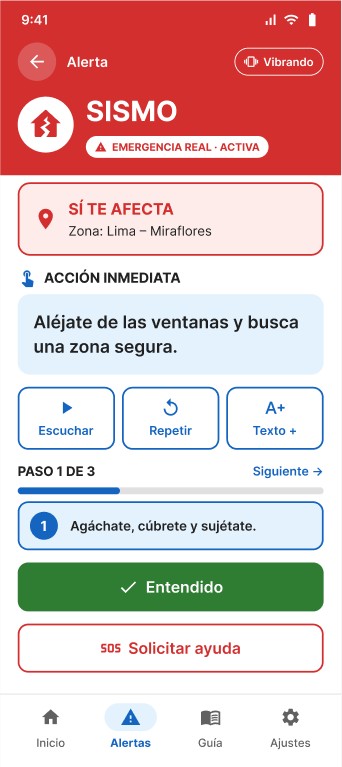 9:41
Alerta
Vibrando
SISMO
EMERGENCIA REAL · ACTIVA
SÍ TE AFECTA
Zona: Lima – Miraflores
ACCIÓN INMEDIATA
Aléjate de las ventanas y busca
una zona segura.
Escuchar
Repetir
A+
Texto +
PASO 1 DE 3
Siguiente →
1
Agáchate, cúbrete y sujétate.
Entendido
SOS Solicitar ayuda
Inicio
Alertas
Guía
Ajustes